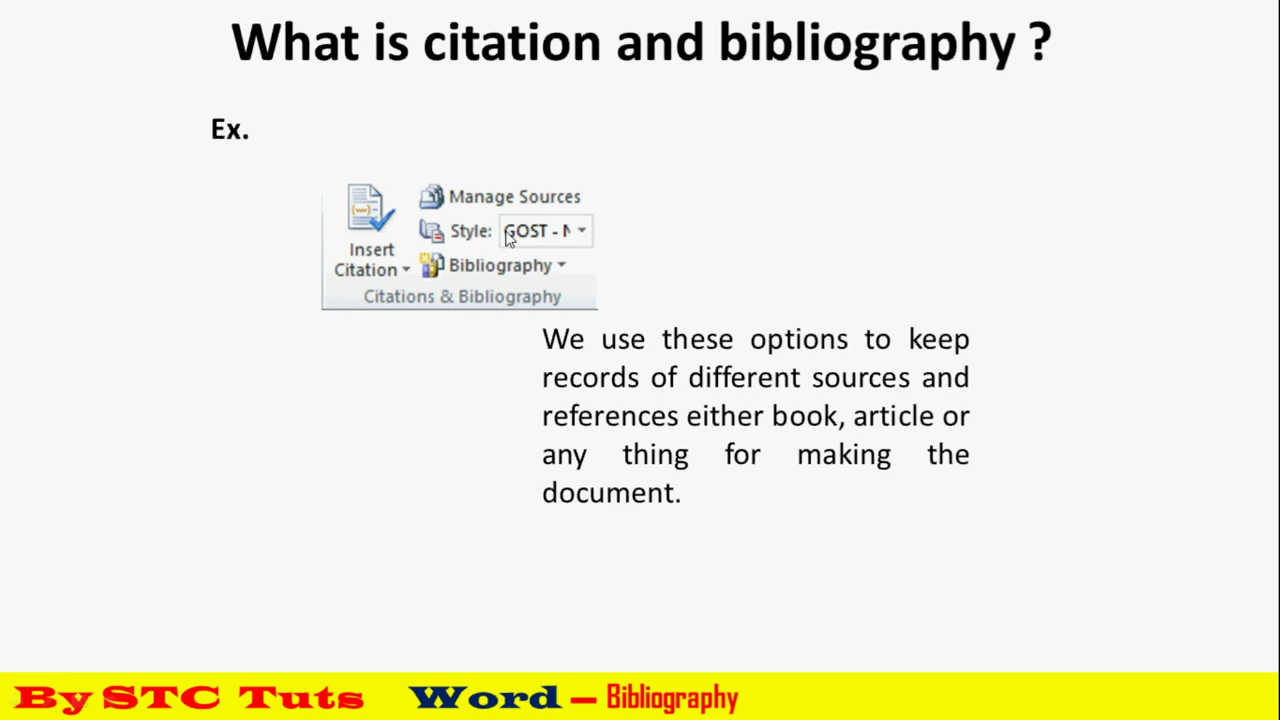 What is citation and bibliography ?
Ex.
Manage Sources
Style: GOST - N
Insert
Citation
Bibliography
Citations & Bibliography
We use these options to keep
records of different sources and
references either book, article or
any thing for making the
document.
By STC Tuts Word – Bibliography